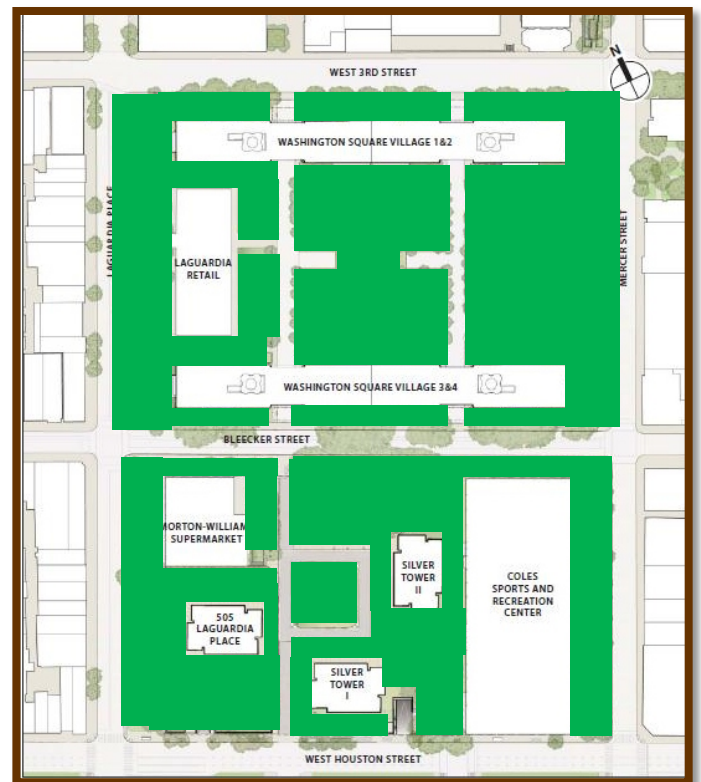 WEST 3RD STREET
N
WASHINGTON SQUARE VILLAGE 1&2
LAGUARDIA PLACE
LAGUARDIA
RETAIL
MERCER STREET
WASHINGTON SQUARE VILLAGE 3&4
BLEECKER STREET
MORTON-WILLIAM
SUPERMARKET
SILVER
TOWER
II
COLES
SPORTS AND
RECREATION
CENTER
505
LAGUARDIA
PLACE
SILVER
TOWER
I
WEST HOUSTON STREET